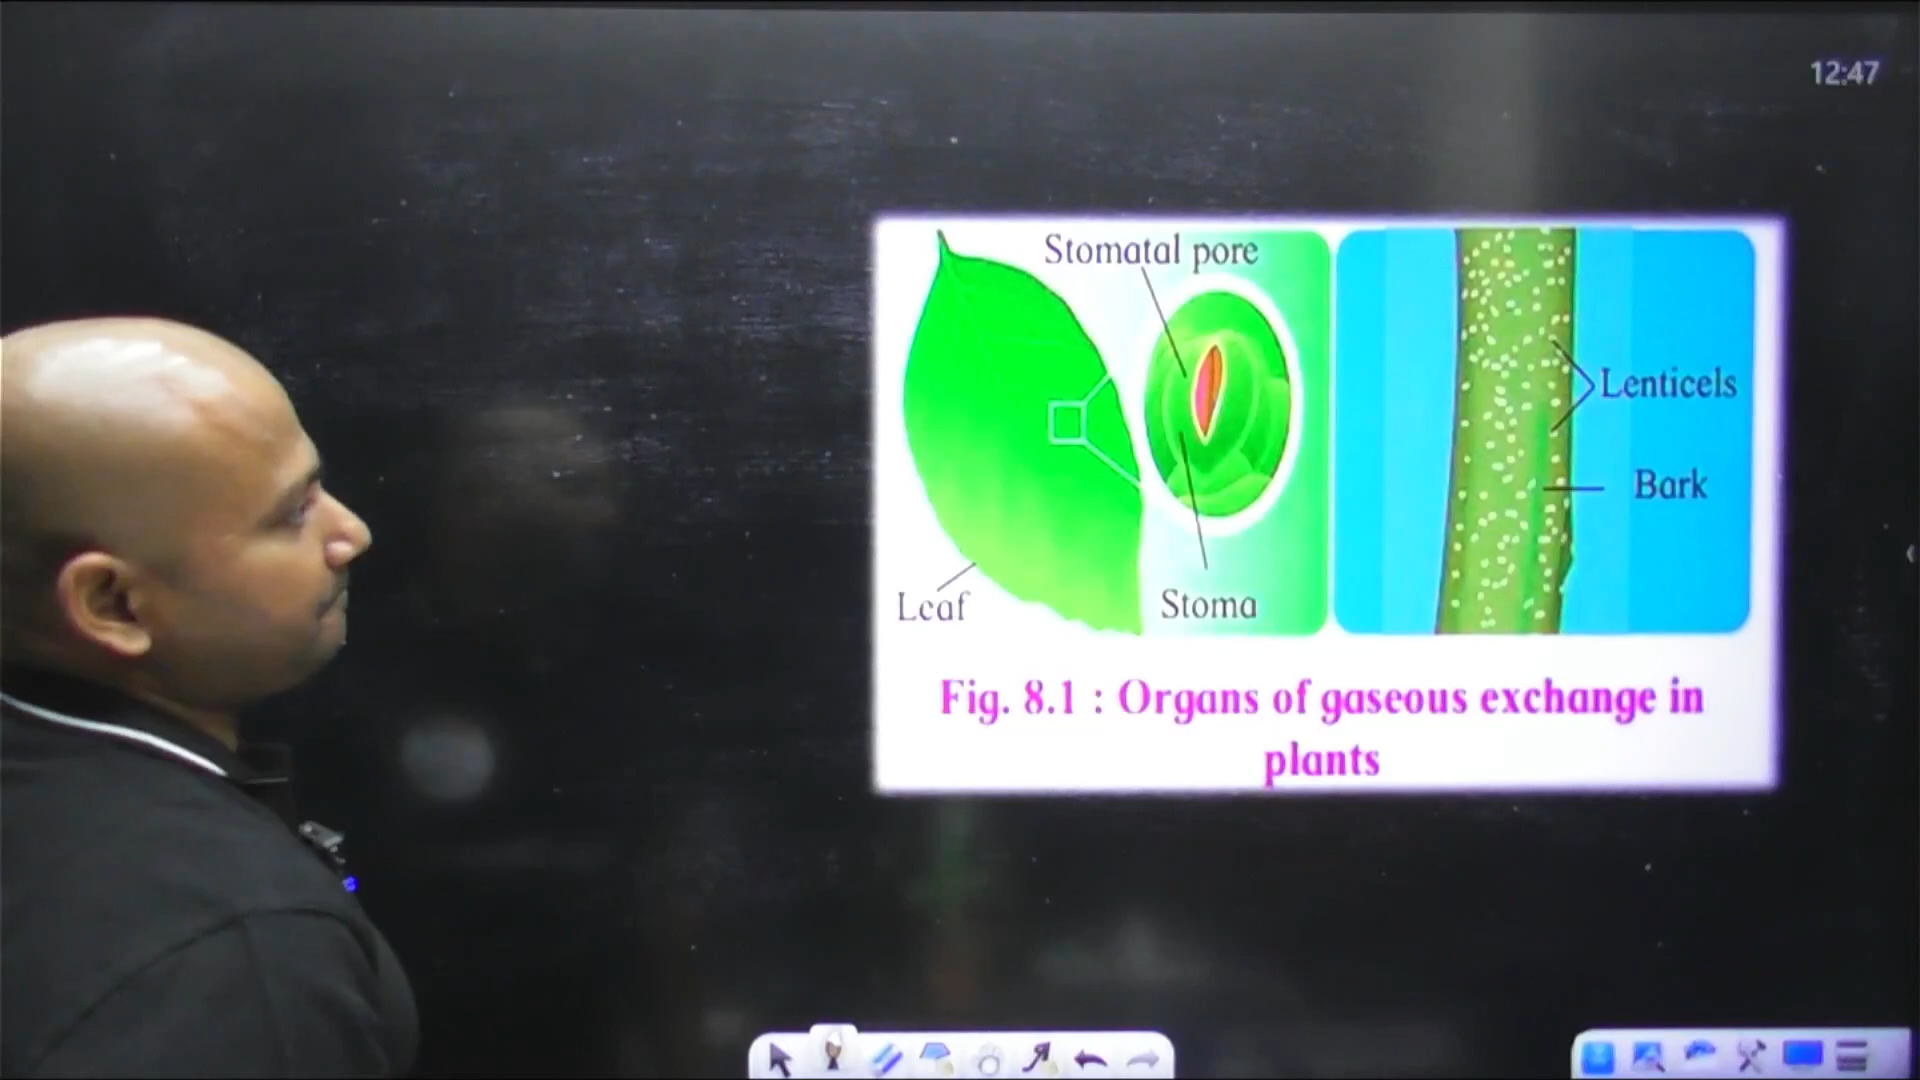 12:47
Stomatal pore
Lenticels
Bark
Leaf
Stoma
Fig. 8.1 : Organs of gaseous exchange in
plants